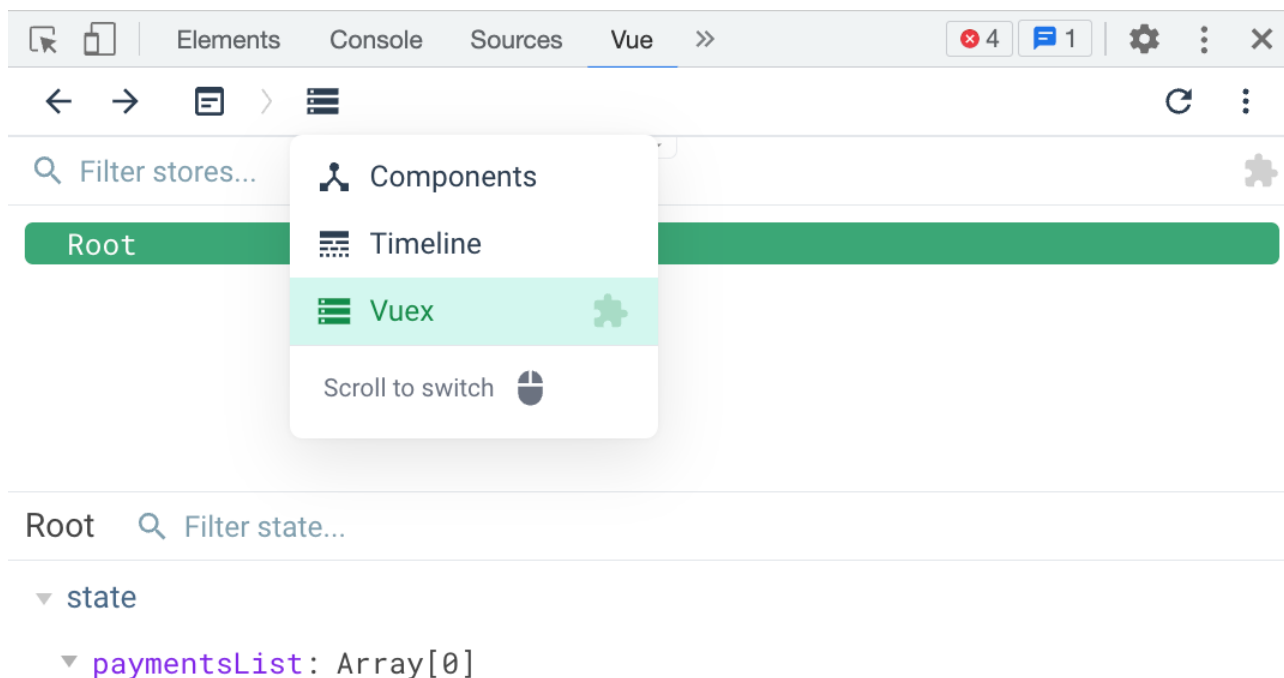 Elements Console Sources Vue 4 1
Filter stores...
Components
Root
Timeline
Vuex
Scroll to switch
Root Filter state...
state
paymentsList: Array[0]